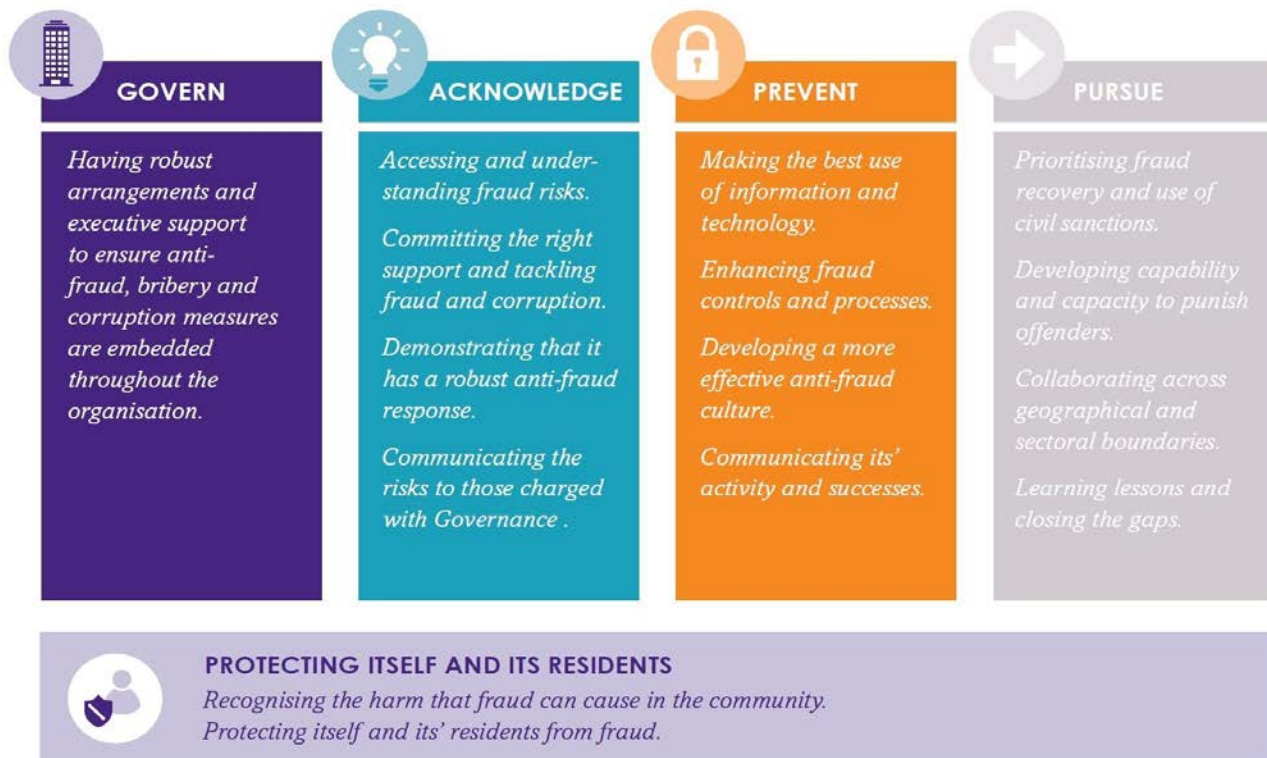 GOVERN
Having robust
arrangements and
executive support
to ensure anti-
fraud, bribery and
corruption measures
are embedded
throughout the
organisation.
ACKNOWLEDGE
Accessing and under-
standing fraud risks.
Committing the right
support and tackling
fraud and corruption.
Demonstrating that it
has a robust anti-fraud
response.
Communicating the
risks to those charged
with Governance .
PREVENT
Making the best use
of information and
technology.
Enhancing fraud
controls and processes.
Developing a more
effective anti-fraud
culture.
Communicating its’
activity and successes.
PURSUE
Prioritising fraud
recovery and use of
civil sanctions.
Developing capability
and capacity to punish
offenders.
Collaborating across
geographical and
sectoral boundaries.
Learning lessons and
closing the gaps.
PROTECTING ITSELF AND ITS RESIDENTS
Recognising the harm that fraud can cause in the community.
Protecting itself and its’ residents from fraud.